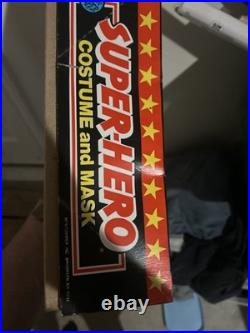 SUPER-HERO
COSTUME and MASK